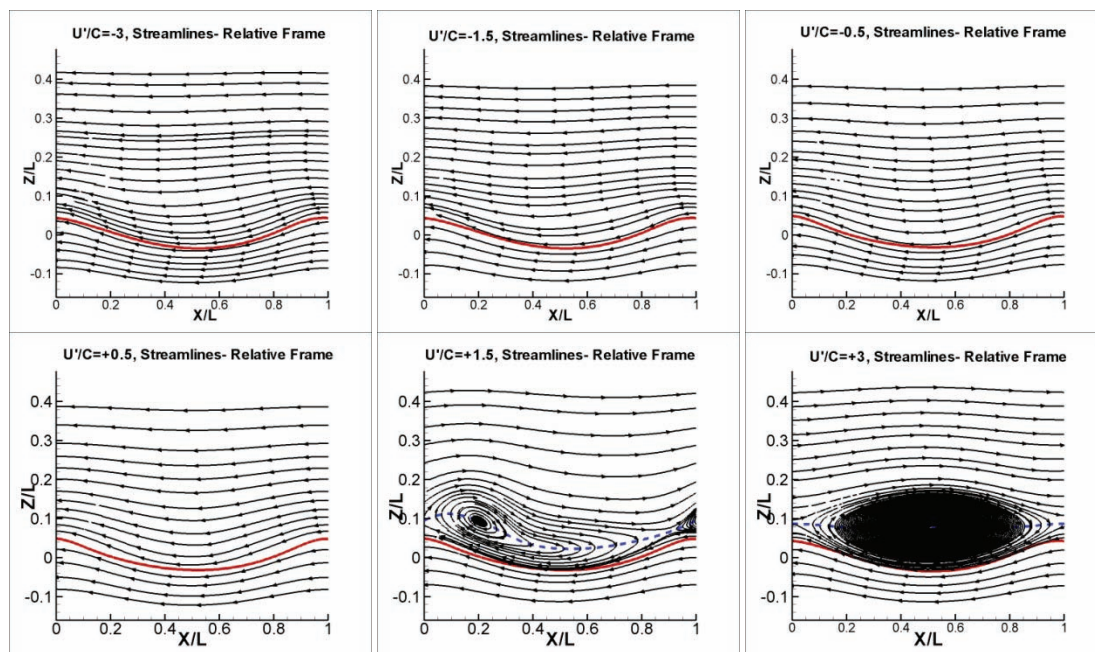 U'/C=-3, Streamlines- Relative Frame
Z/L
0.4
0.3
0.2
0.1
0
-0.1
0 0.2 0.4 0.6 0.8 1
X/L
U'/C=-1.5, Streamlines- Relative Frame
Z/L
0.4
0.3
0.2
0.1
0
-0.1
0 0.2 0.4 0.6 0.8 1
X/L
U'/C=-0.5, Streamlines- Relative Frame
Z/L
0.4
0.3
0.2
0.1
0
-0.1
0 0.2 0.4 0.6 0.8 1
X/L
U'/C=+0.5, Streamlines- Relative Frame
Z/L
0.4
0.3
0.2
0.1
0
-0.1
0 0.2 0.4 0.6 0.8 1
X/L
U'/C=+1.5, Streamlines- Relative Frame
Z/L
0.4
0.3
0.2
0.1
0
-0.1
0 0.2 0.4 0.6 0.8 1
X/L
U'/C=+3, Streamlines- Relative Frame
Z/L
0.4
0.3
0.2
0.1
0
-0.1
0 0.2 0.4 0.6 0.8 1
X/L